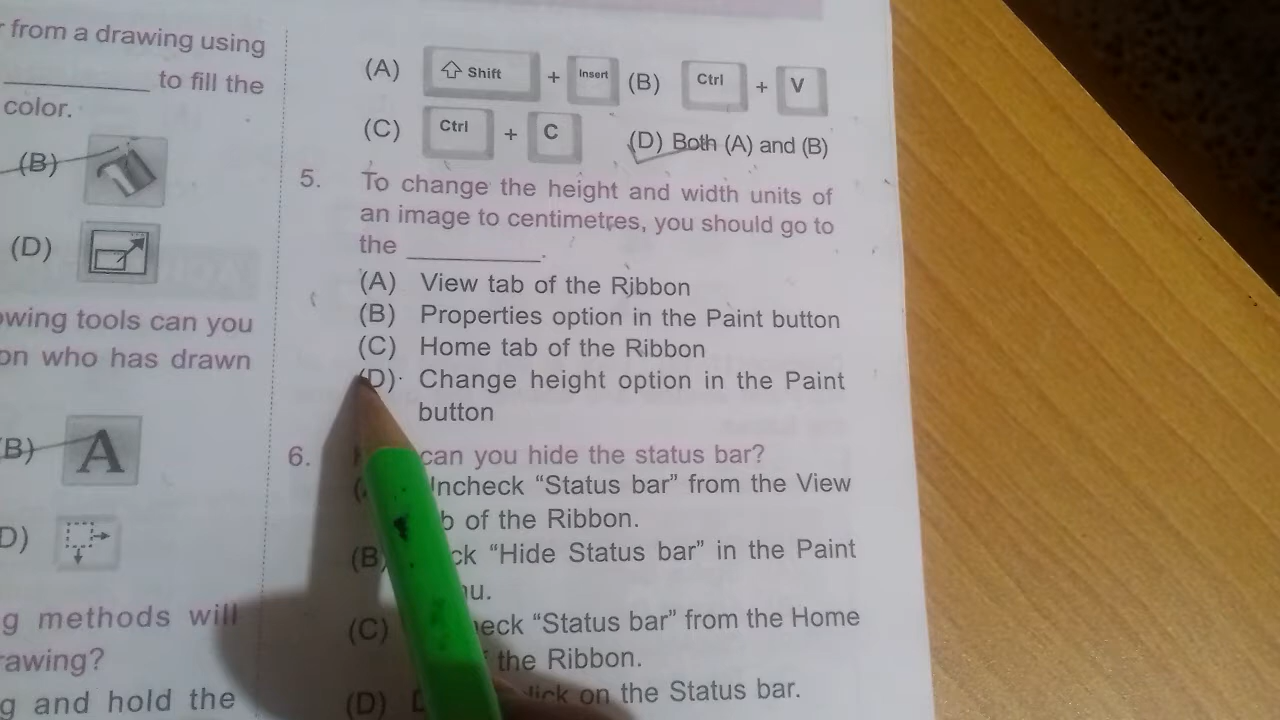 from a drawing using
to fill the
color.
(B)
(D)
owing tools can you
on who has drawn
B) A
D)
g methods will
rawing?
g and hold the
(A) Shift + Insert (B) Ctrl + V
(C) Ctrl + C (D) Both (A) and (B)
5. To change the height and width units of
an image to centimetres, you should go to
the __________.
(A) View tab of the Ribbon
(B) Properties option in the Paint button
(C) Home tab of the Ribbon
(D) Change height option in the Paint
button
6. can you hide the status bar?
Uncheck “Status bar” from the View
b of the Ribbon.
(B) ck “Hide Status bar” in the Paint
nu.
(C) eck “Status bar” from the Home
the Ribbon.
(D) lick on the Status bar.